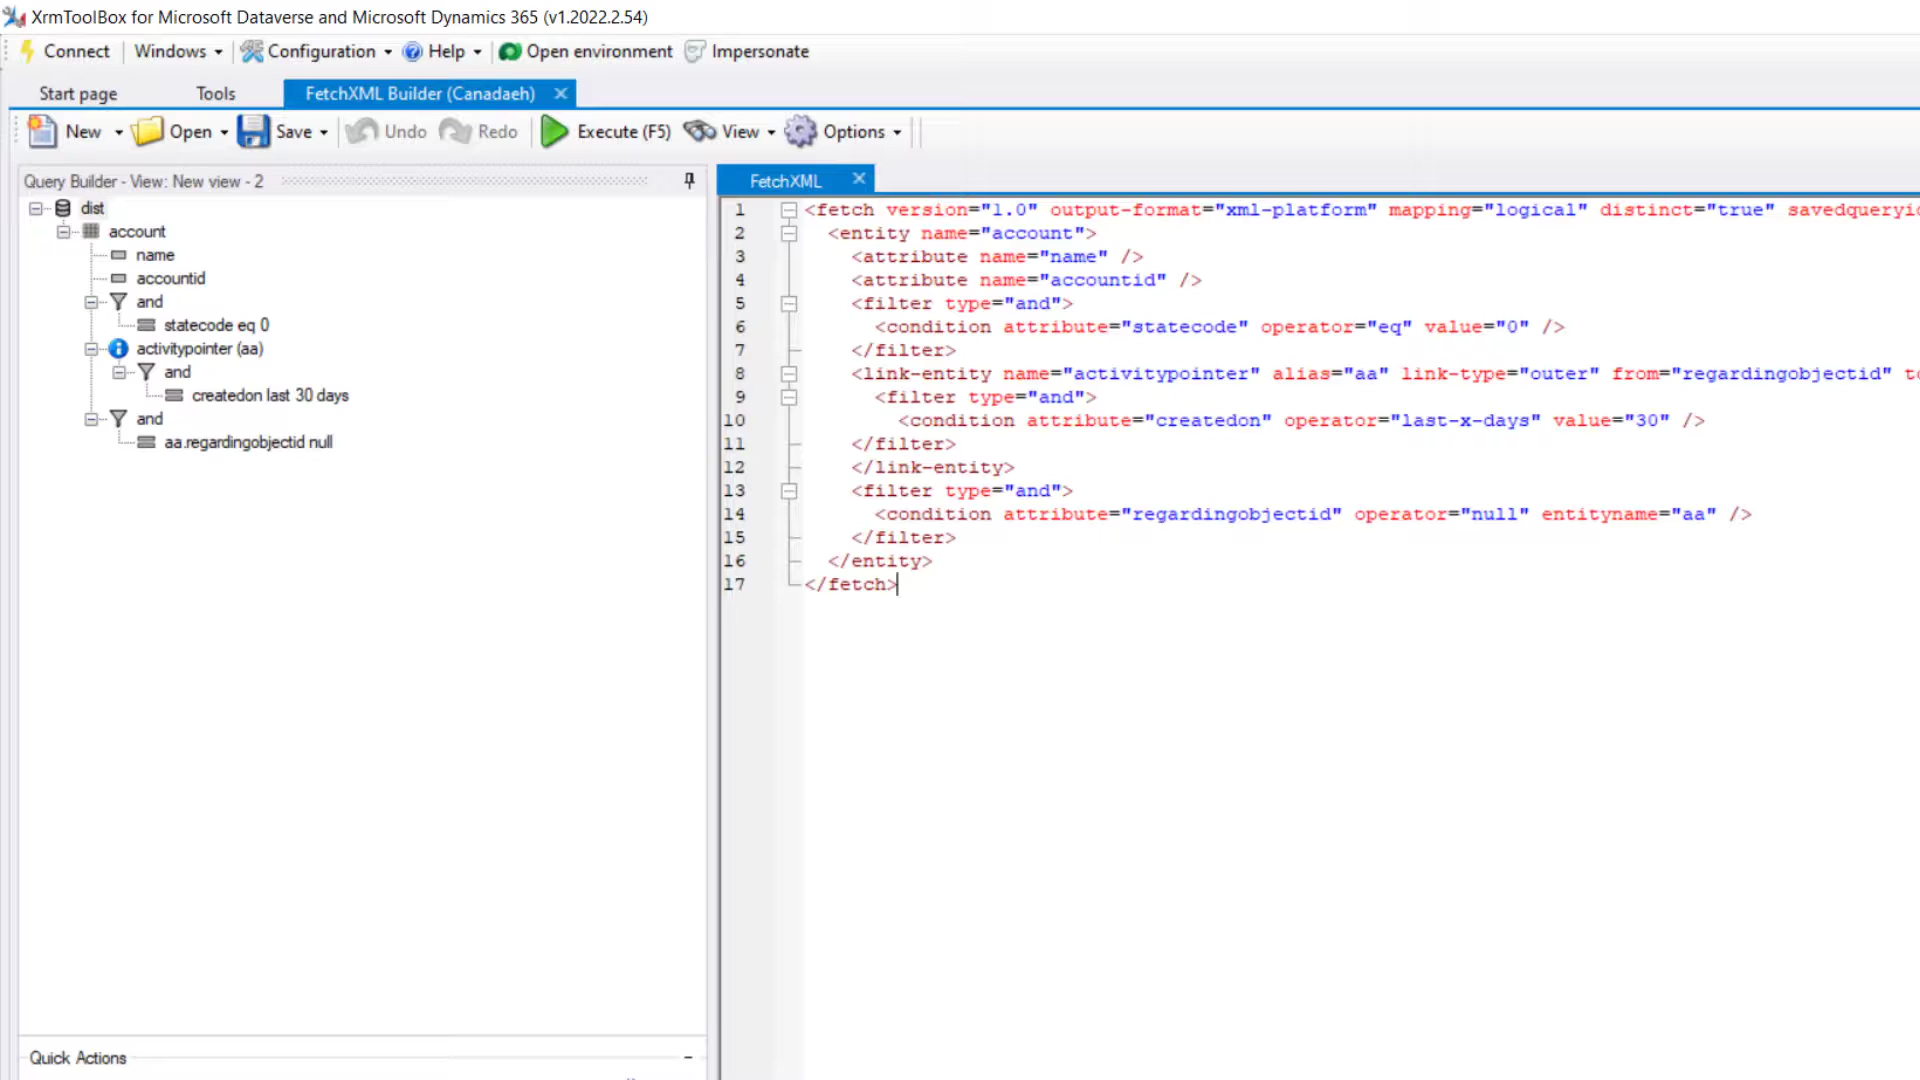 XrmToolBox for Microsoft Dataverse and Microsoft Dynamics 365 (v1.2022.2.54)
Connect Windows Configuration Help Open environment Impersonate
Start page Tools FetchXML Builder (Canadaeh)
New Open Save Undo Redo Execute (F5) View Options
Query Builder - View: New view - 2
dist
account
name
accountid
and
statecode eq 0
activitypointer (aa)
and
createdon last 30 days
and
aa.regardingobjectid null
Quick Actions
FetchXML
1 <fetch version="1.0" output-format="xml-platform" mapping="logical" distinct="true" savedqueryi
2 <entity name="account">
3 <attribute name="name" />
4 <attribute name="accountid" />
5 <filter type="and">
6 <condition attribute="statecode" operator="eq" value="0" />
7 </filter>
8 <link-entity name="activitypointer" alias="aa" link-type="outer" from="regardingobjectid" to
9 <filter type="and">
10 <condition attribute="createdon" operator="last-x-days" value="30" />
11 </filter>
12 </link-entity>
13 <filter type="and">
14 <condition attribute="regardingobjectid" operator="null" entityname="aa" />
15 </filter>
16 </entity>
17 </fetch>